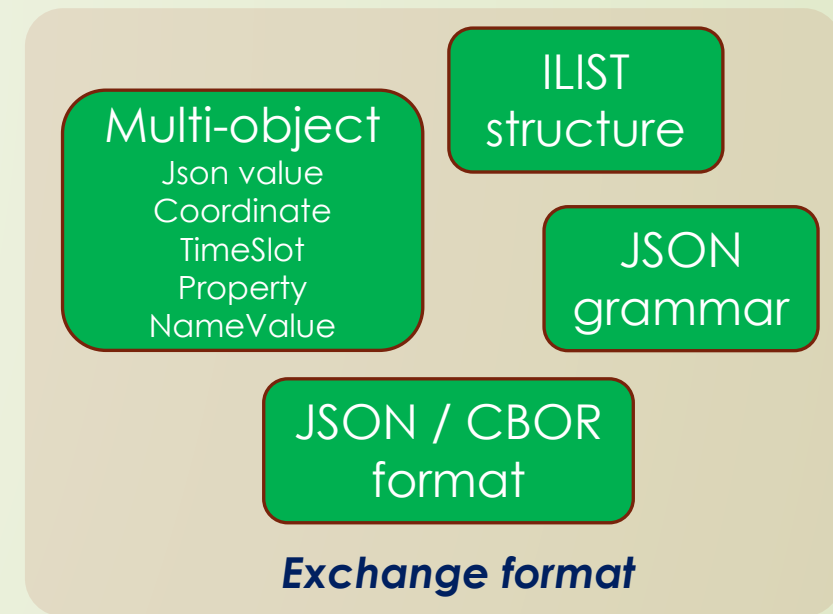 Multi-object
Json value
Coordinate
TimeSlot
Property
NameValue
ILIST
structure
JSON
grammar
JSON / CBOR
format
Exchange format